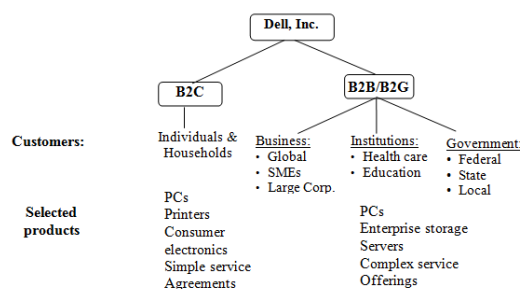 Dell, Inc.
B2C
B2B/B2G
Customers:
Individuals &
Households
Business:
• Global
• SMEs
• Large Corp.
Institutions:
• Health care
• Education
Government:
• Federal
• State
• Local
Selected
products
PCs
Printers
Consumer
electronics
Simple service
Agreements
PCs
Enterprise storage
Servers
Complex service
Offerings